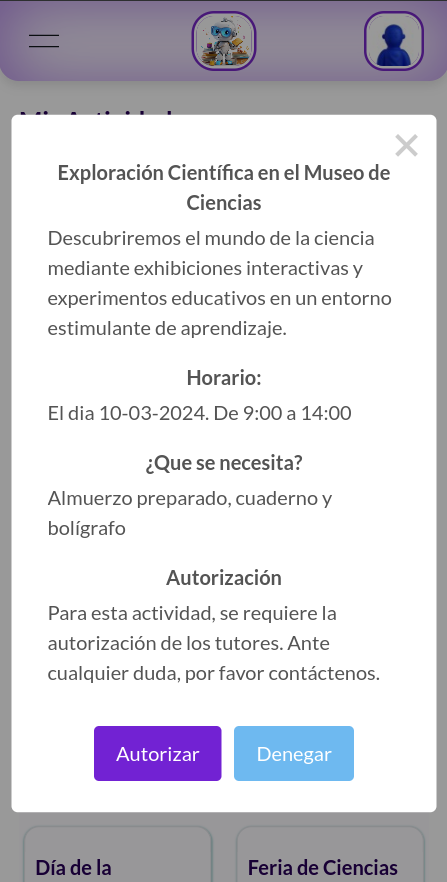 Exploración Científica en el Museo de
Ciencias
Descubriremos el mundo de la ciencia
mediante exhibiciones interactivas y
experimentos educativos en un entorno
estimulante de aprendizaje.
Horario:
El dia 10-03-2024. De 9:00 a 14:00
¿Que se necesita?
Almuerzo preparado, cuaderno y
bolígrafo
Autorización
Para esta actividad, se requiere la
autorización de los tutores. Ante
cualquier duda, por favor contáctenos.
Autorizar Denegar
Día de la Feria de Ciencias